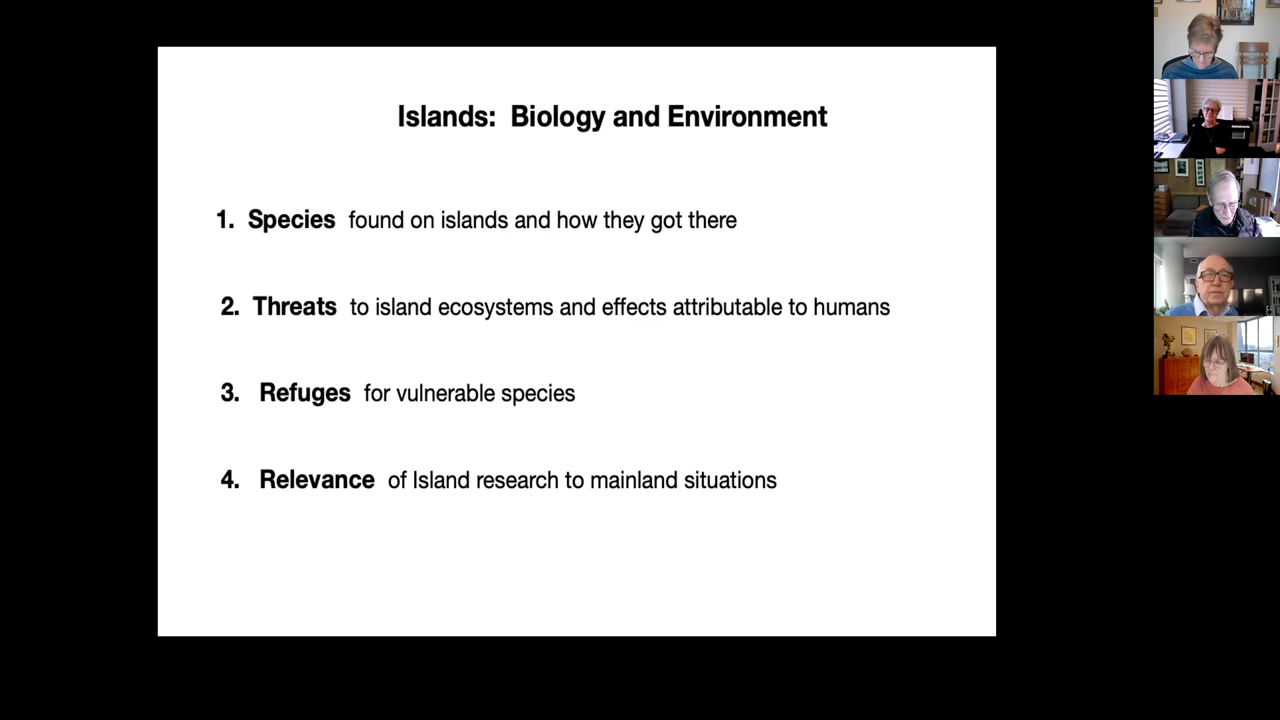 Islands:  Biology and Environment
1.  Species  found on islands and how they got there
2.  Threats  to island ecosystems and effects attributable to humans
3.  Refuges  for vulnerable species
4.  Relevance  of Island research to mainland situations